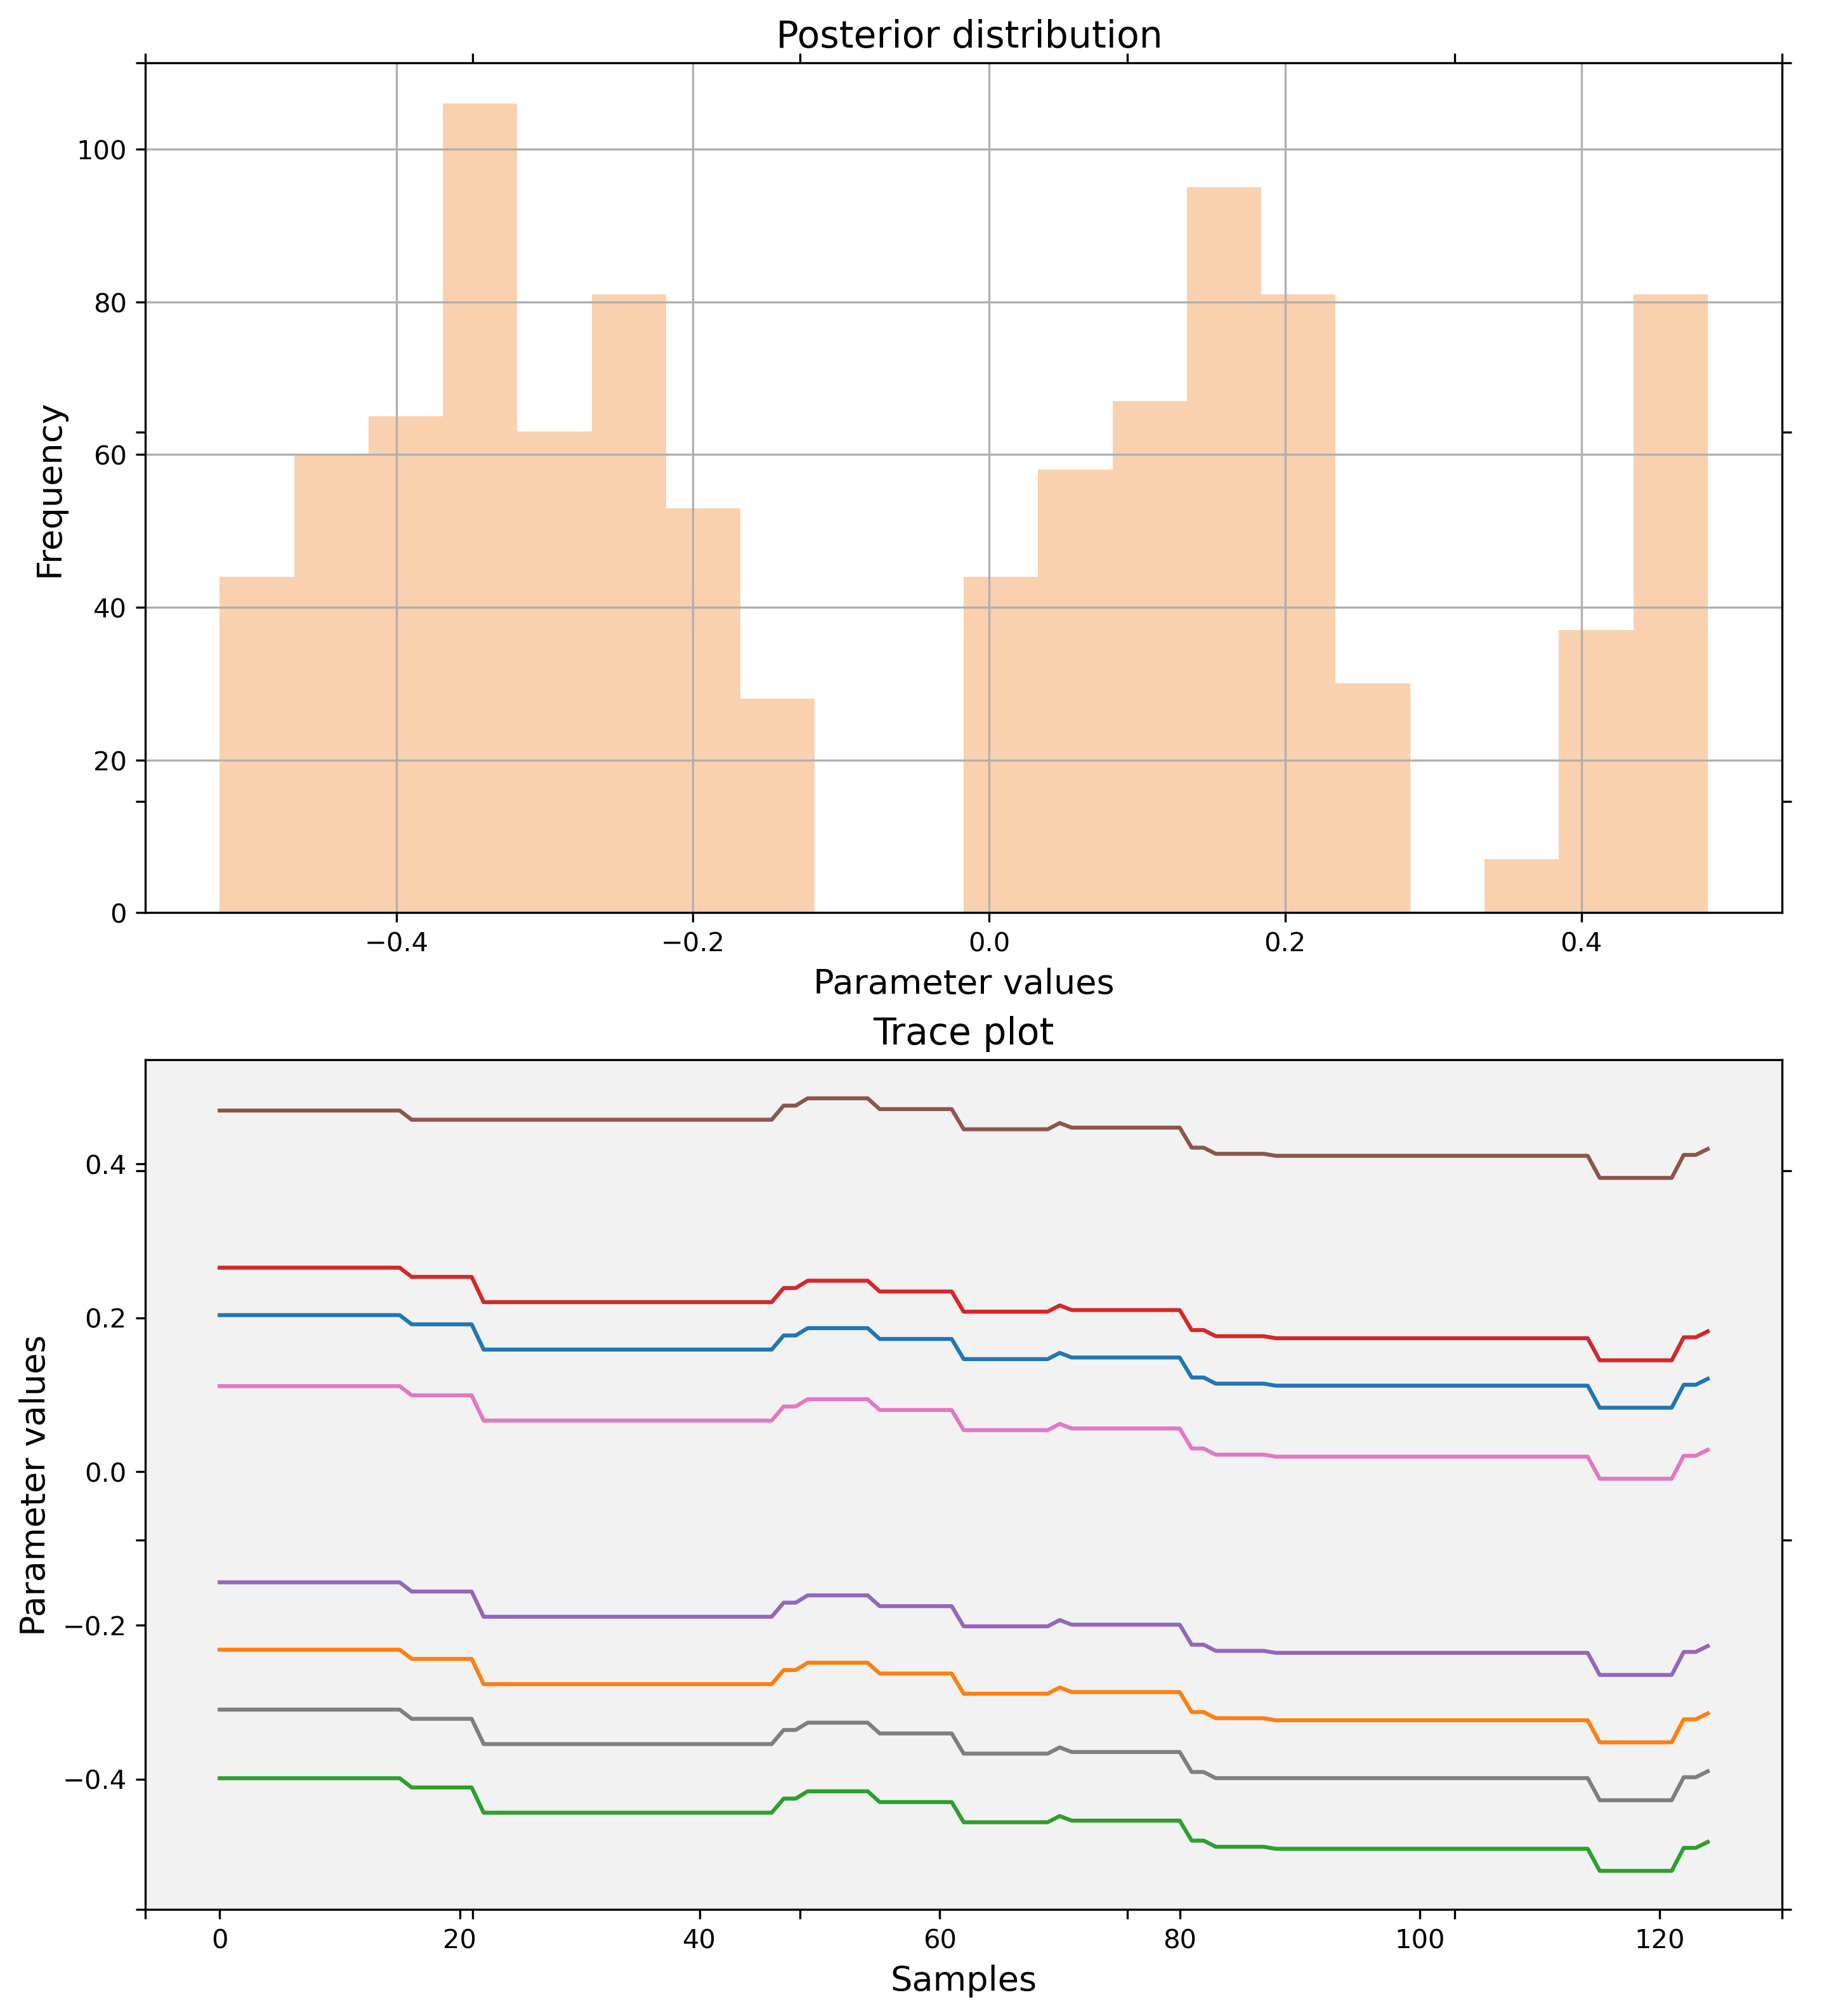 Posterior distribution
Frequency
100
80
60
40
20
0
−0.4 −0.2 0.0 0.2 0.4
Parameter values
Trace plot
Parameter values
0.4
0.2
0.0
−0.2
−0.4
0 20 40 60 80 100 120
Samples